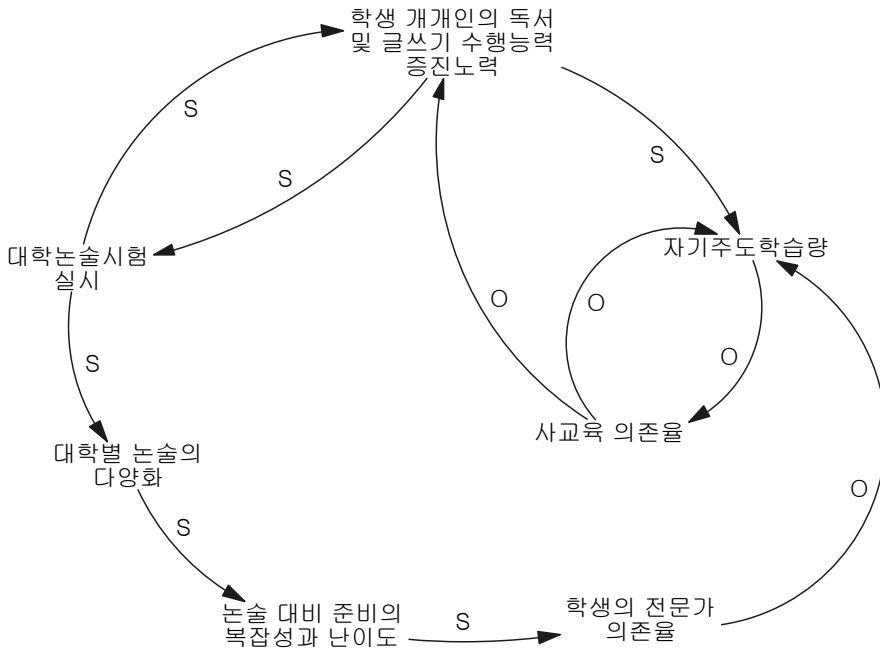 학생 개개인의 독서
및 글쓰기 수행능력
증진노력
S
S
S
대학논술시험
실시
자기주도학습량
O
O
O
S
사교육 의존율
대학별 논술의
다양화
O
S
논술 대비 준비의
복잡성과 난이도
S
학생의 전문가
의존율